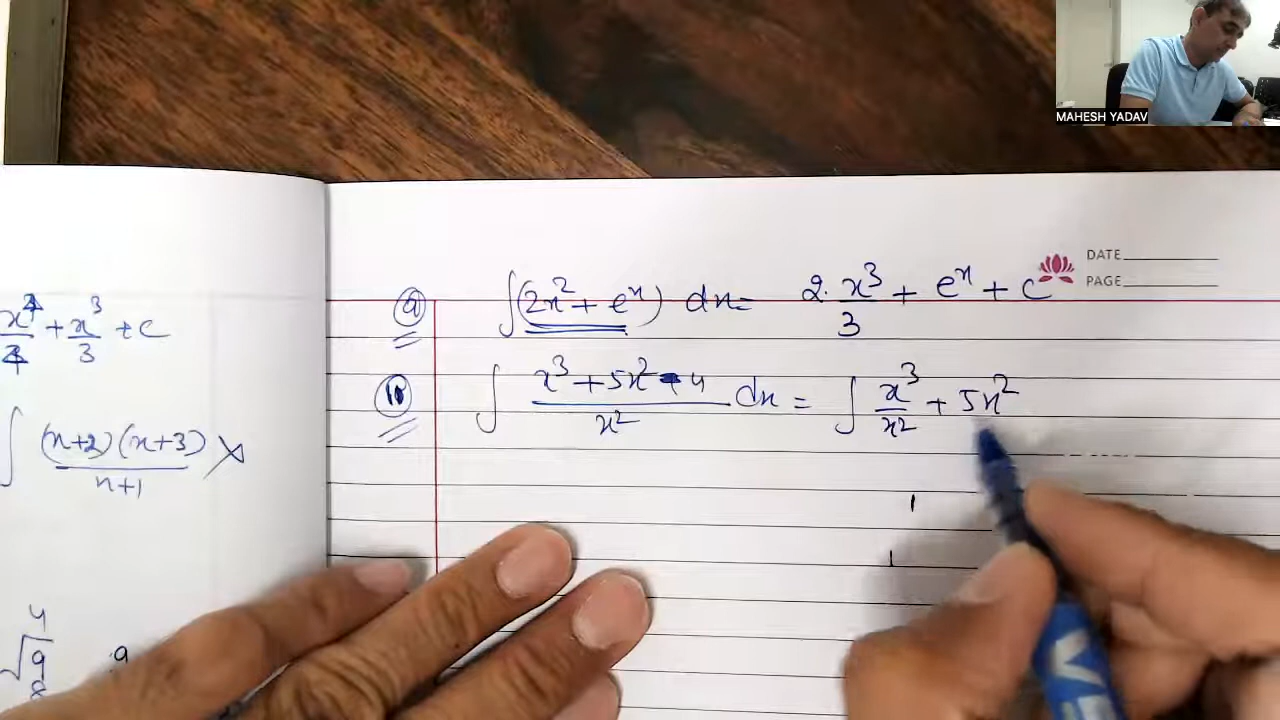 MAHESH YADAV
DATE
PAGE
x⁴/4 + x³/3 + c
∫ (x+2)(x+3)/x+1
9
⑨ ∫(2x² + eˣ) dx = 2·x³/3 + eˣ + c
⑩ ∫ x³ + 5x² - 4/x² dx = ∫ x³/x² + 5x²